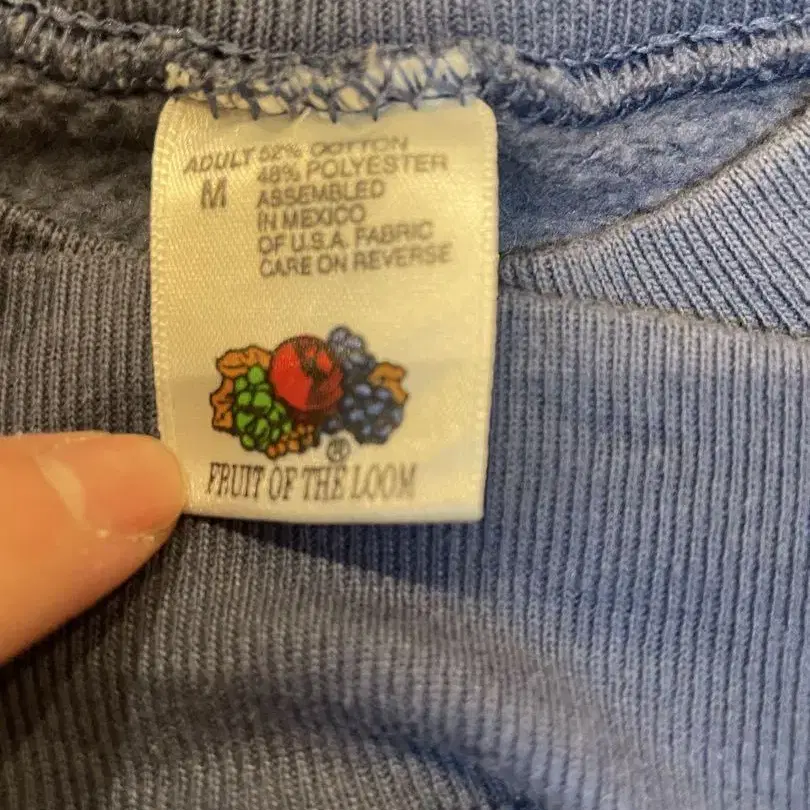 ADULT 52% COTTON
M 48% POLYESTER
ASSEMBLED
IN MEXICO
OF U.S.A. FABRIC
CARE ON REVERSE
®
FRUIT OF THE LOOM